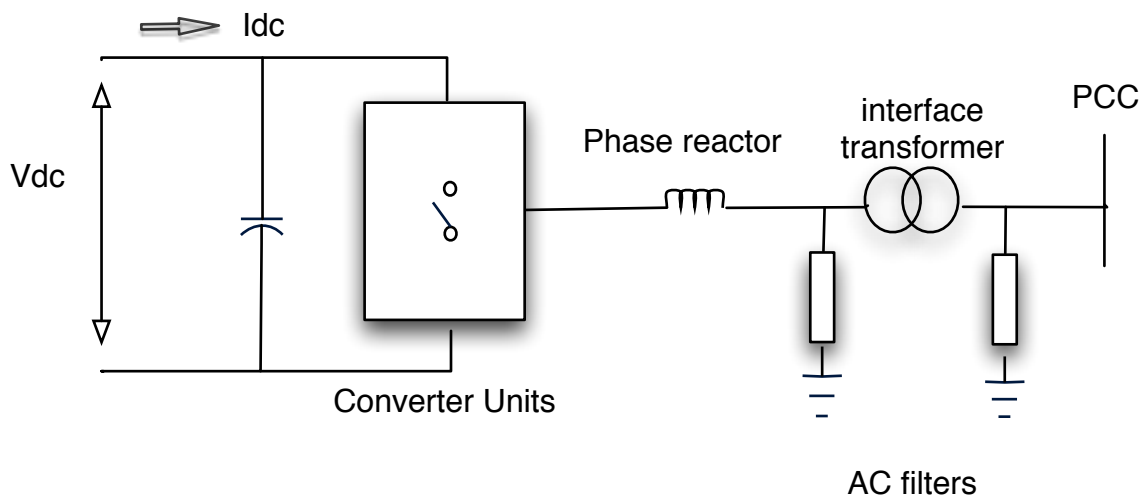 Idc
PCC
interface
transformer
Phase reactor
Vdc
Converter Units
AC filters